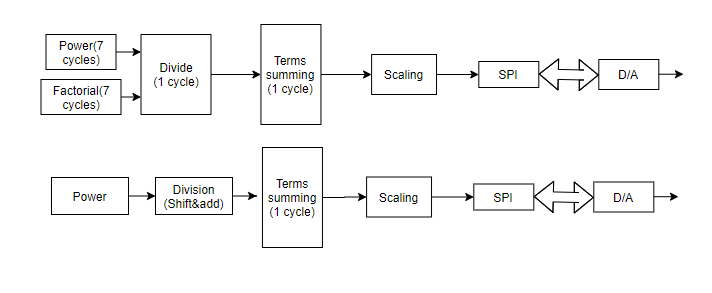 Power(7
cycles)
Factorial(7
cycles)
Divide
(1 cycle)
Terms
summing
(1 cycle)
Scaling
SPI
D/A
Power
Division
(Shift&add)
Terms
summing
(1 cycle)
Scaling
SPI
D/A